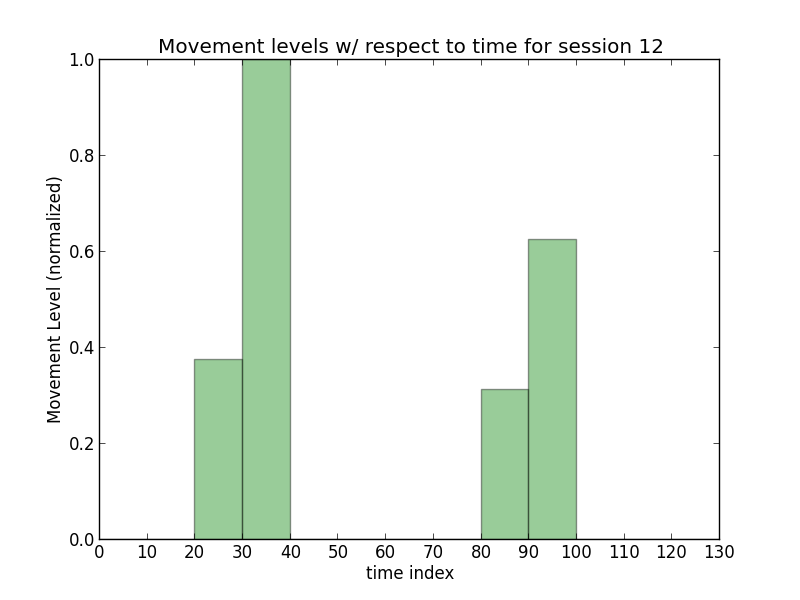 Movement levels w/ respect to time for session 12
Movement Level (normalized)
1.0
0.8
0.6
0.4
0.2
0.0
0 10 20 30 40 50 60 70 80 90 100 110 120 130
time index